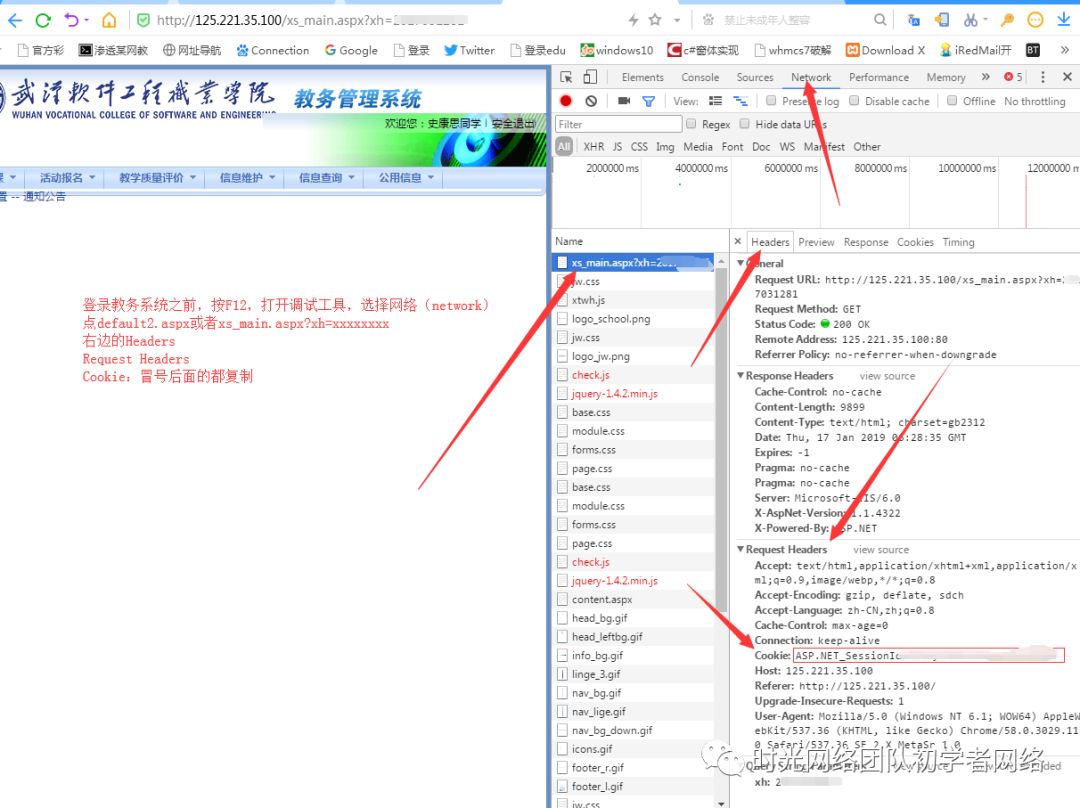 http://125.221.35.100/xs_main.aspx?xh=
禁止未成年人整容
官方彩 渗透某网教 网址导航 Connection Google 登录 Twitter 登录edu windows10 c#窗体实现 whmcs7破解 Download X iRedMail开 BT
武汉软件工程职业学院 教务管理系统
WUHAN VOCATIONAL COLLEGE OF SOFTWARE AND ENGINEERING
欢迎您：史康思同学 | 安全退出
活动报名 教学质量评价 信息维护 信息查询 公用信息
置 -- 通知公告
登录教务系统之前，按F12，打开调试工具，选择网络（network）
点default2.aspx或者xs_main.aspx?xh=xxxxxxxx
右边的Headers
Request Headers
Cookie：冒号后面的都复制
Elements Console Sources Network Performance Memory » 5
View: Preserve log Disable cache Offline No throttling
Filter Regex Hide data URLs
All XHR JS CSS Img Media Font Doc WS Manifest Other
2000000 ms 4000000 ms 6000000 ms 8000000 ms 10000000 ms 12000000 ms
Name
xs_main.aspx?xh=
jw.css
xtwh.js
logo_school.png
jw.css
logo_jw.png
check.js
jquery-1.4.2.min.js
base.css
module.css
forms.css
page.css
base.css
module.css
forms.css
page.css
check.js
jquery-1.4.2.min.js
content.aspx
head_bg.gif
head_leftbg.gif
info_bg.gif
linge_3.gif
nav_bg.gif
nav_lige.gif
nav_bg_down.gif
icons.gif
footer_r.gif
footer_l.gif
jw.css
× Headers Preview Response Cookies Timing
General
Request URL: http://125.221.35.100/xs_main.aspx?xh=
7031281
Request Method: GET
Status Code: 200 OK
Remote Address: 125.221.35.100:80
Referrer Policy: no-referrer-when-downgrade
Response Headers view source
Cache-Control: no-cache
Content-Length: 9899
Content-Type: text/html; charset=gb2312
Date: Thu, 17 Jan 2019 :28:35 GMT
Expires: -1
Pragma: no-cache
Pragma: no-cache
Server: Microsoft-IIS/6.0
X-AspNet-Version: 1.1.4322
X-Powered-By: ASP.NET
Request Headers view source
Accept: text/html,application/xhtml+xml,application/x
ml;q=0.9,image/webp,*/*;q=0.8
Accept-Encoding: gzip, deflate, sdch
Accept-Language: zh-CN,zh;q=0.8
Cache-Control: max-age=0
Connection: keep-alive
Cookie: ASP.NET_SessionId
Host: 125.221.35.100
Referer: http://125.221.35.100/
Upgrade-Insecure-Requests: 1
User-Agent: Mozilla/5.0 (Windows NT 6.1; WOW64) AppleW
ebKit/537.36 (KHTML, like Gecko) Chrome/58.0.3029.11
0 Safari/537.36 SE 2.X MetaSr 1.0
时光网络团队初学者网络
xh: 2